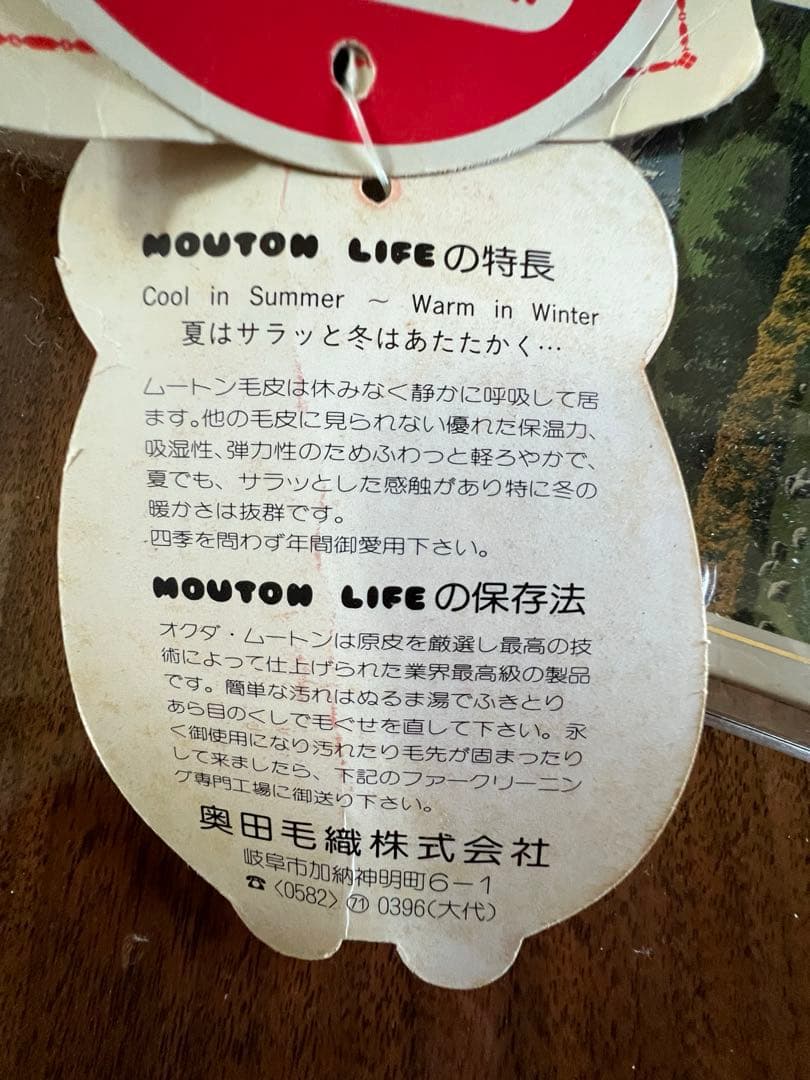 MOUTON LIFEの特長
Cool in Summer ～ Warm in Winter
夏はサラッと冬はあたたかく…
ムートン毛皮は休みなく静かに呼吸して居
ます。他の毛皮に見られない優れた保温力、
吸湿性、弾力性のためふわっと軽ろやかで、
夏でも、サラッとした感触があり特に冬の
暖かさは抜群です。
四季を問わず年間御愛用下さい。
MOUTON LIFEの保存法
オクダ・ムートンは原皮を厳選し最高の技
術によって仕上げられた業界最高級の製品
です。簡単な汚れはぬるま湯でふきとり
あら目のくしで毛ぐせを直して下さい。永
く御使用になり汚れたり毛先が固まったり
して来ましたら、下記のファークリーニン
グ専門工場に御送り下さい。
奥田毛織株式会社
岐阜市加納神明町6-1
☎〈0582〉㉛ 0396(大代)